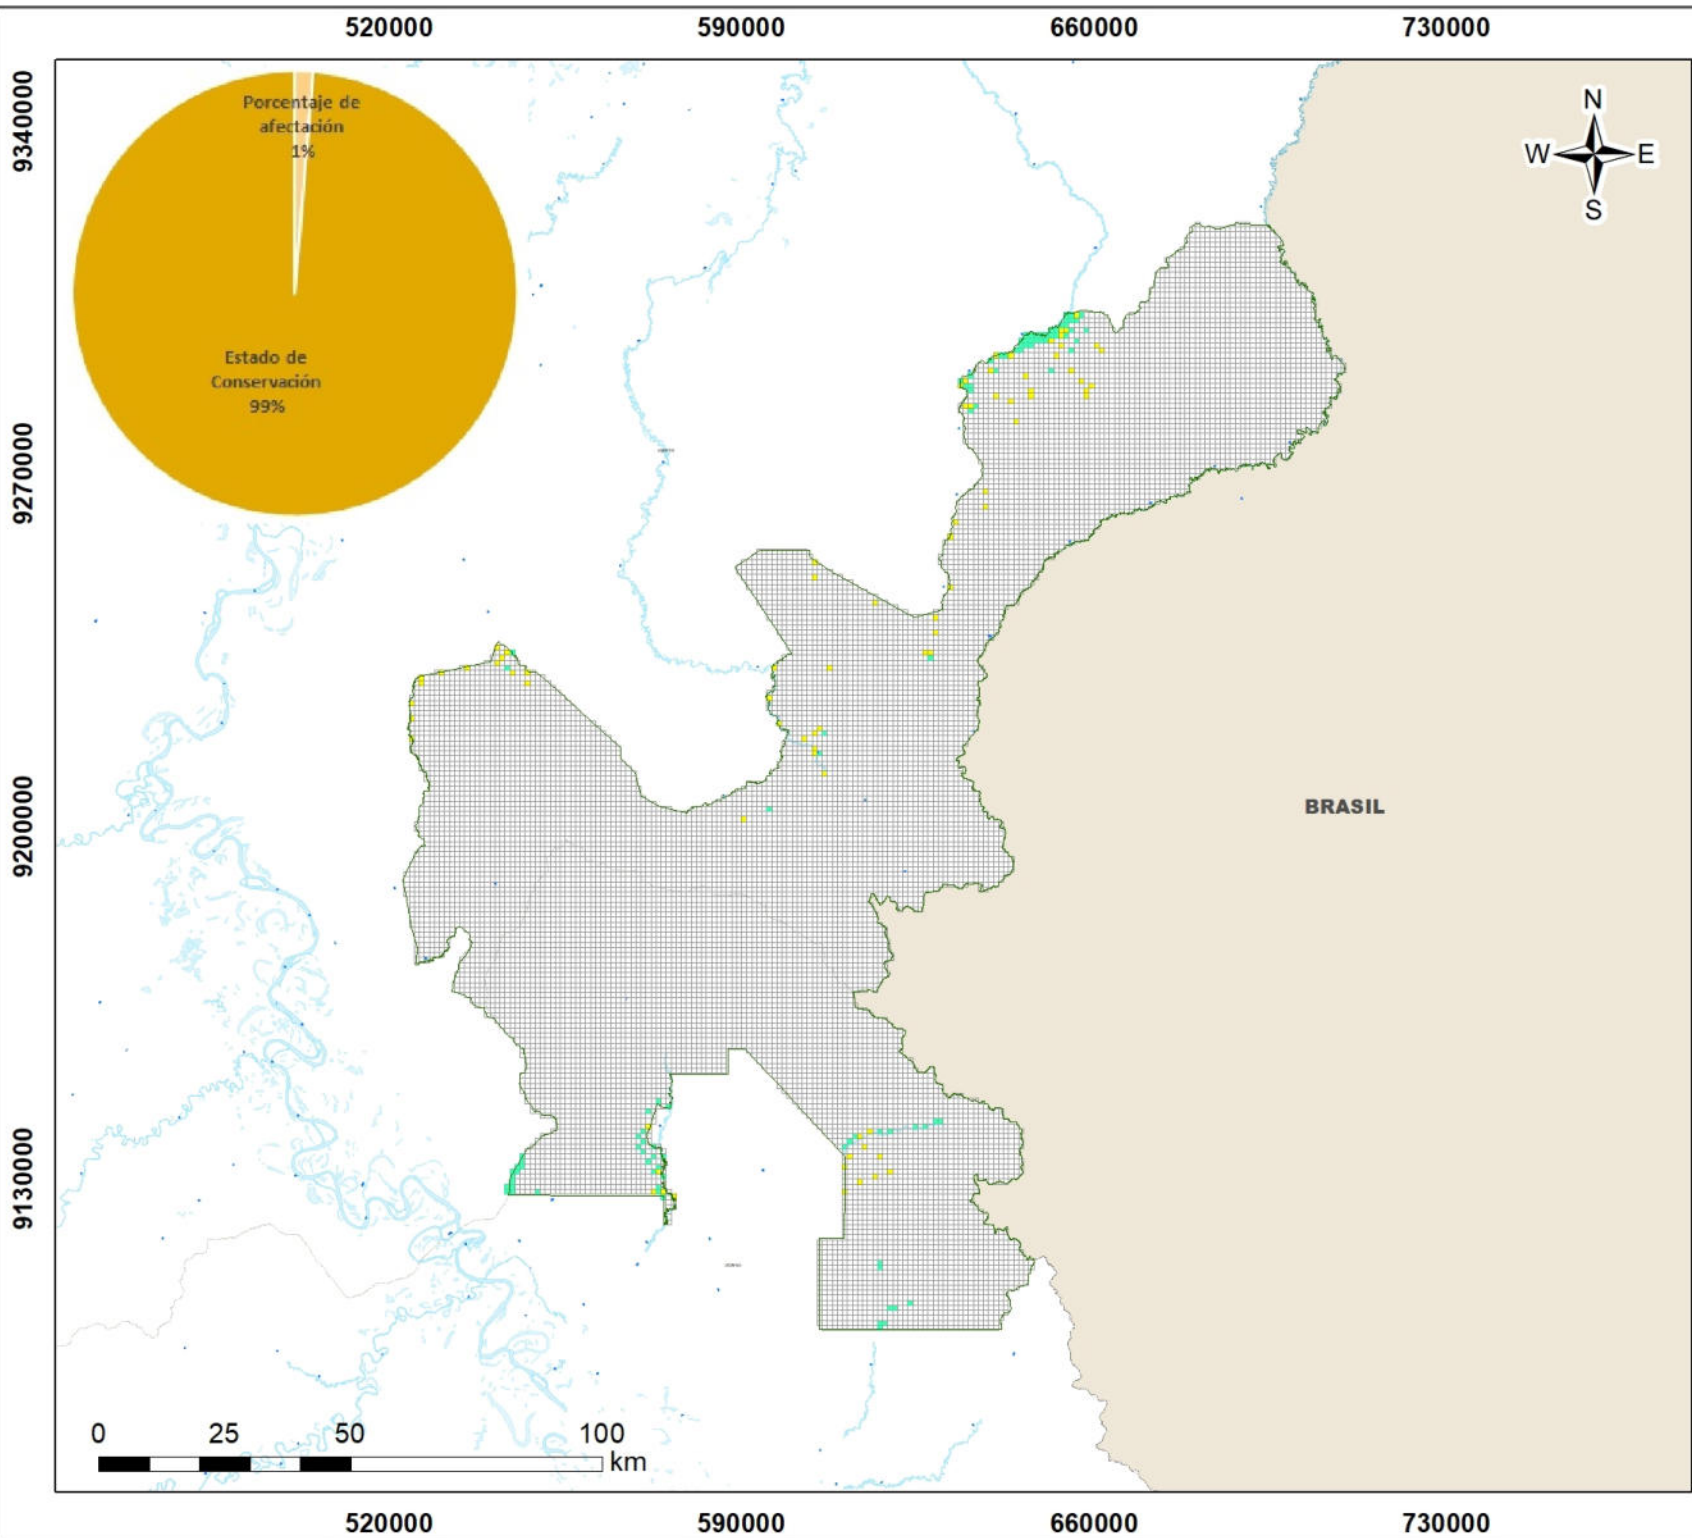 520000 590000 660000 730000
9340000
Porcentaje de
afectación
1%
N
W E
S
Estado de
Conservación
99%
9270000
9200000
BRASIL
9130000
0 25 50 100
km
520000 590000 660000 730000